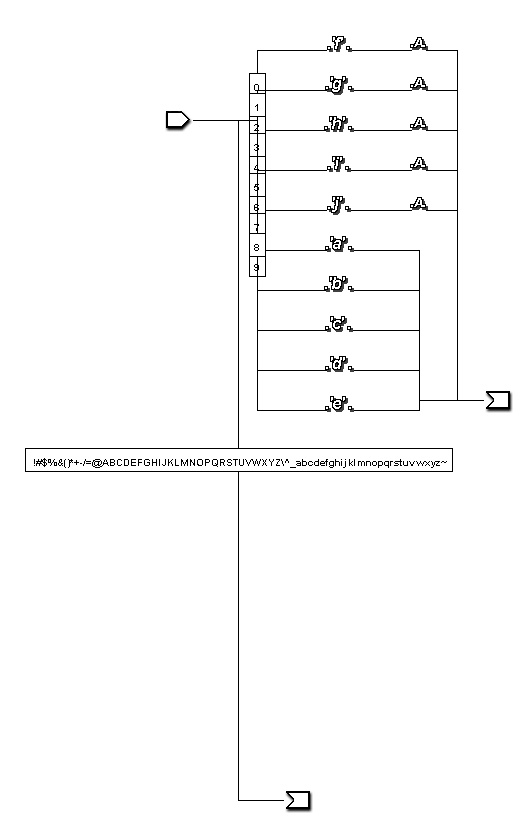 .'f'. .A.
0 .'g'. .A.
1
2 .'h'. .A.
3
4 .'i'. .A.
5
6 .'j'. .A.
7
8 .'a'.
9
.'b'.
.'c'.
.'d'.
.'e'.
!#$%&()*+-/=@ABCDEFGHIJKLMNOPQRSTUVWXYZ\^_abcdefghijklmnopqrstuvwxyz~